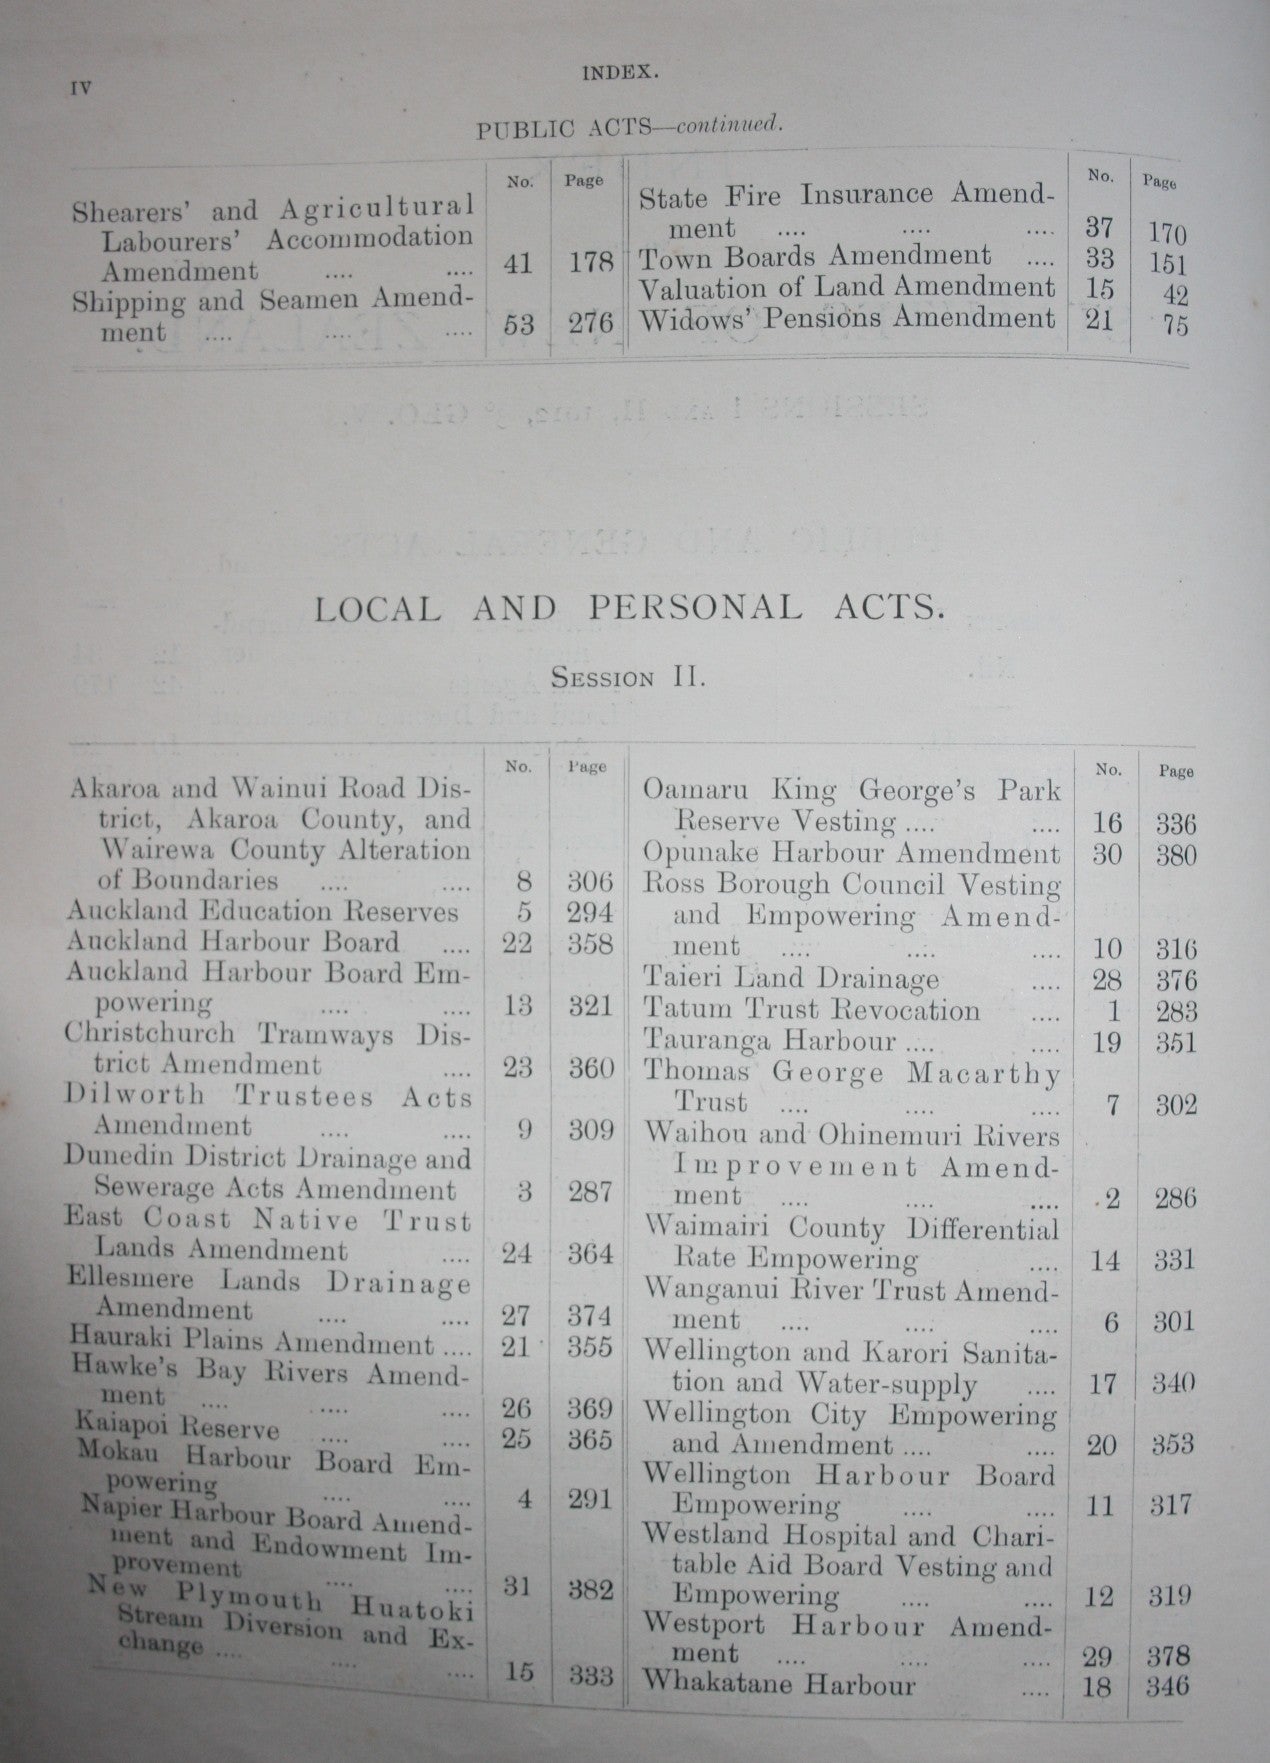 IV
INDEX.
PUBLIC ACTS—continued.
No. Page
Shearers' and Agricultural
Labourers' Accommodation
Amendment .... .... 41 178
Shipping and Seamen Amend-
ment .... .... .... 53 276
No. Page
State Fire Insurance Amend-
ment .... .... .... 37 170
Town Boards Amendment .... 33 151
Valuation of Land Amendment 15 42
Widows' Pensions Amendment 21 75
LOCAL AND PERSONAL ACTS.
SESSION II.
No. Page
Akaroa and Wainui Road Dis-
trict, Akaroa County, and
Wairewa County Alteration
of Boundaries .... .... 8 306
Auckland Education Reserves 5 294
Auckland Harbour Board .... 22 358
Auckland Harbour Board Em-
powering .... .... 13 321
Christchurch Tramways Dis-
trict Amendment .... 23 360
Dilworth Trustees Acts
Amendment .... .... 9 309
Dunedin District Drainage and
Sewerage Acts Amendment 3 287
East Coast Native Trust
Lands Amendment .... 24 364
Ellesmere Lands Drainage
Amendment .... .... 27 374
Hauraki Plains Amendment .... 21 355
Hawke's Bay Rivers Amend-
ment .... .... .... 26 369
Kaiapoi Reserve .... .... 25 365
Mokau Harbour Board Em-
powering .... .... 4 291
Napier Harbour Board Amend-
ment and Endowment Im-
provement .... .... 31 382
New Plymouth Huatoki
Stream Diversion and Ex-
change .... .... .... 15 333
No. Page
Oamaru King George's Park
Reserve Vesting .... .... 16 336
Opunake Harbour Amendment 30 380
Ross Borough Council Vesting
and Empowering Amend-
ment .... .... .... 10 316
Taieri Land Drainage .... 28 376
Tatum Trust Revocation .... 1 283
Tauranga Harbour .... .... 19 351
Thomas George Macarthy
Trust .... .... .... 7 302
Waihou and Ohinemuri Rivers
Improvement Amend-
ment .... .... .... 2 286
Waimairi County Differential
Rate Empowering .... 14 331
Wanganui River Trust Amend-
ment .... .... .... 6 301
Wellington and Karori Sanita-
tion and Water-supply .... 17 340
Wellington City Empowering
and Amendment .... .... 20 353
Wellington Harbour Board
Empowering .... .... 11 317
Westland Hospital and Chari-
table Aid Board Vesting and
Empowering .... .... 12 319
Westport Harbour Amend-
ment .... .... .... 29 378
Whakatane Harbour .... 18 346